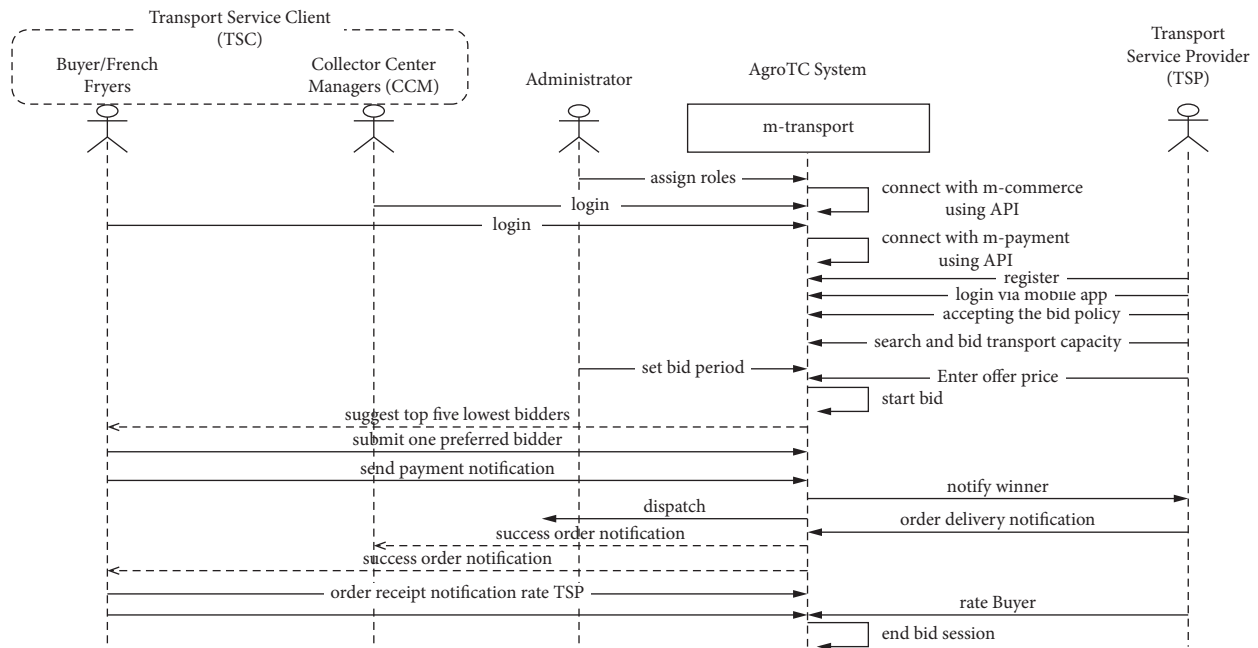 Transport Service Client
(TSC)
Buyer/French
Fryers
Collector Center
Managers (CCM)
Administrator
AgroTC System
Transport
Service Provider
(TSP)
m-transport
assign roles
connect with m-commerce
using API
login
login
connect with m-payment
using API
register
login via mobile app
accepting the bid policy
search and bid transport capacity
set bid period
Enter offer price
start bid
suggest top five lowest bidders
submit one preferred bidder
send payment notification
notify winner
dispatch
order delivery notification
success order notification
success order notification
order receipt notification rate TSP
rate Buyer
end bid session